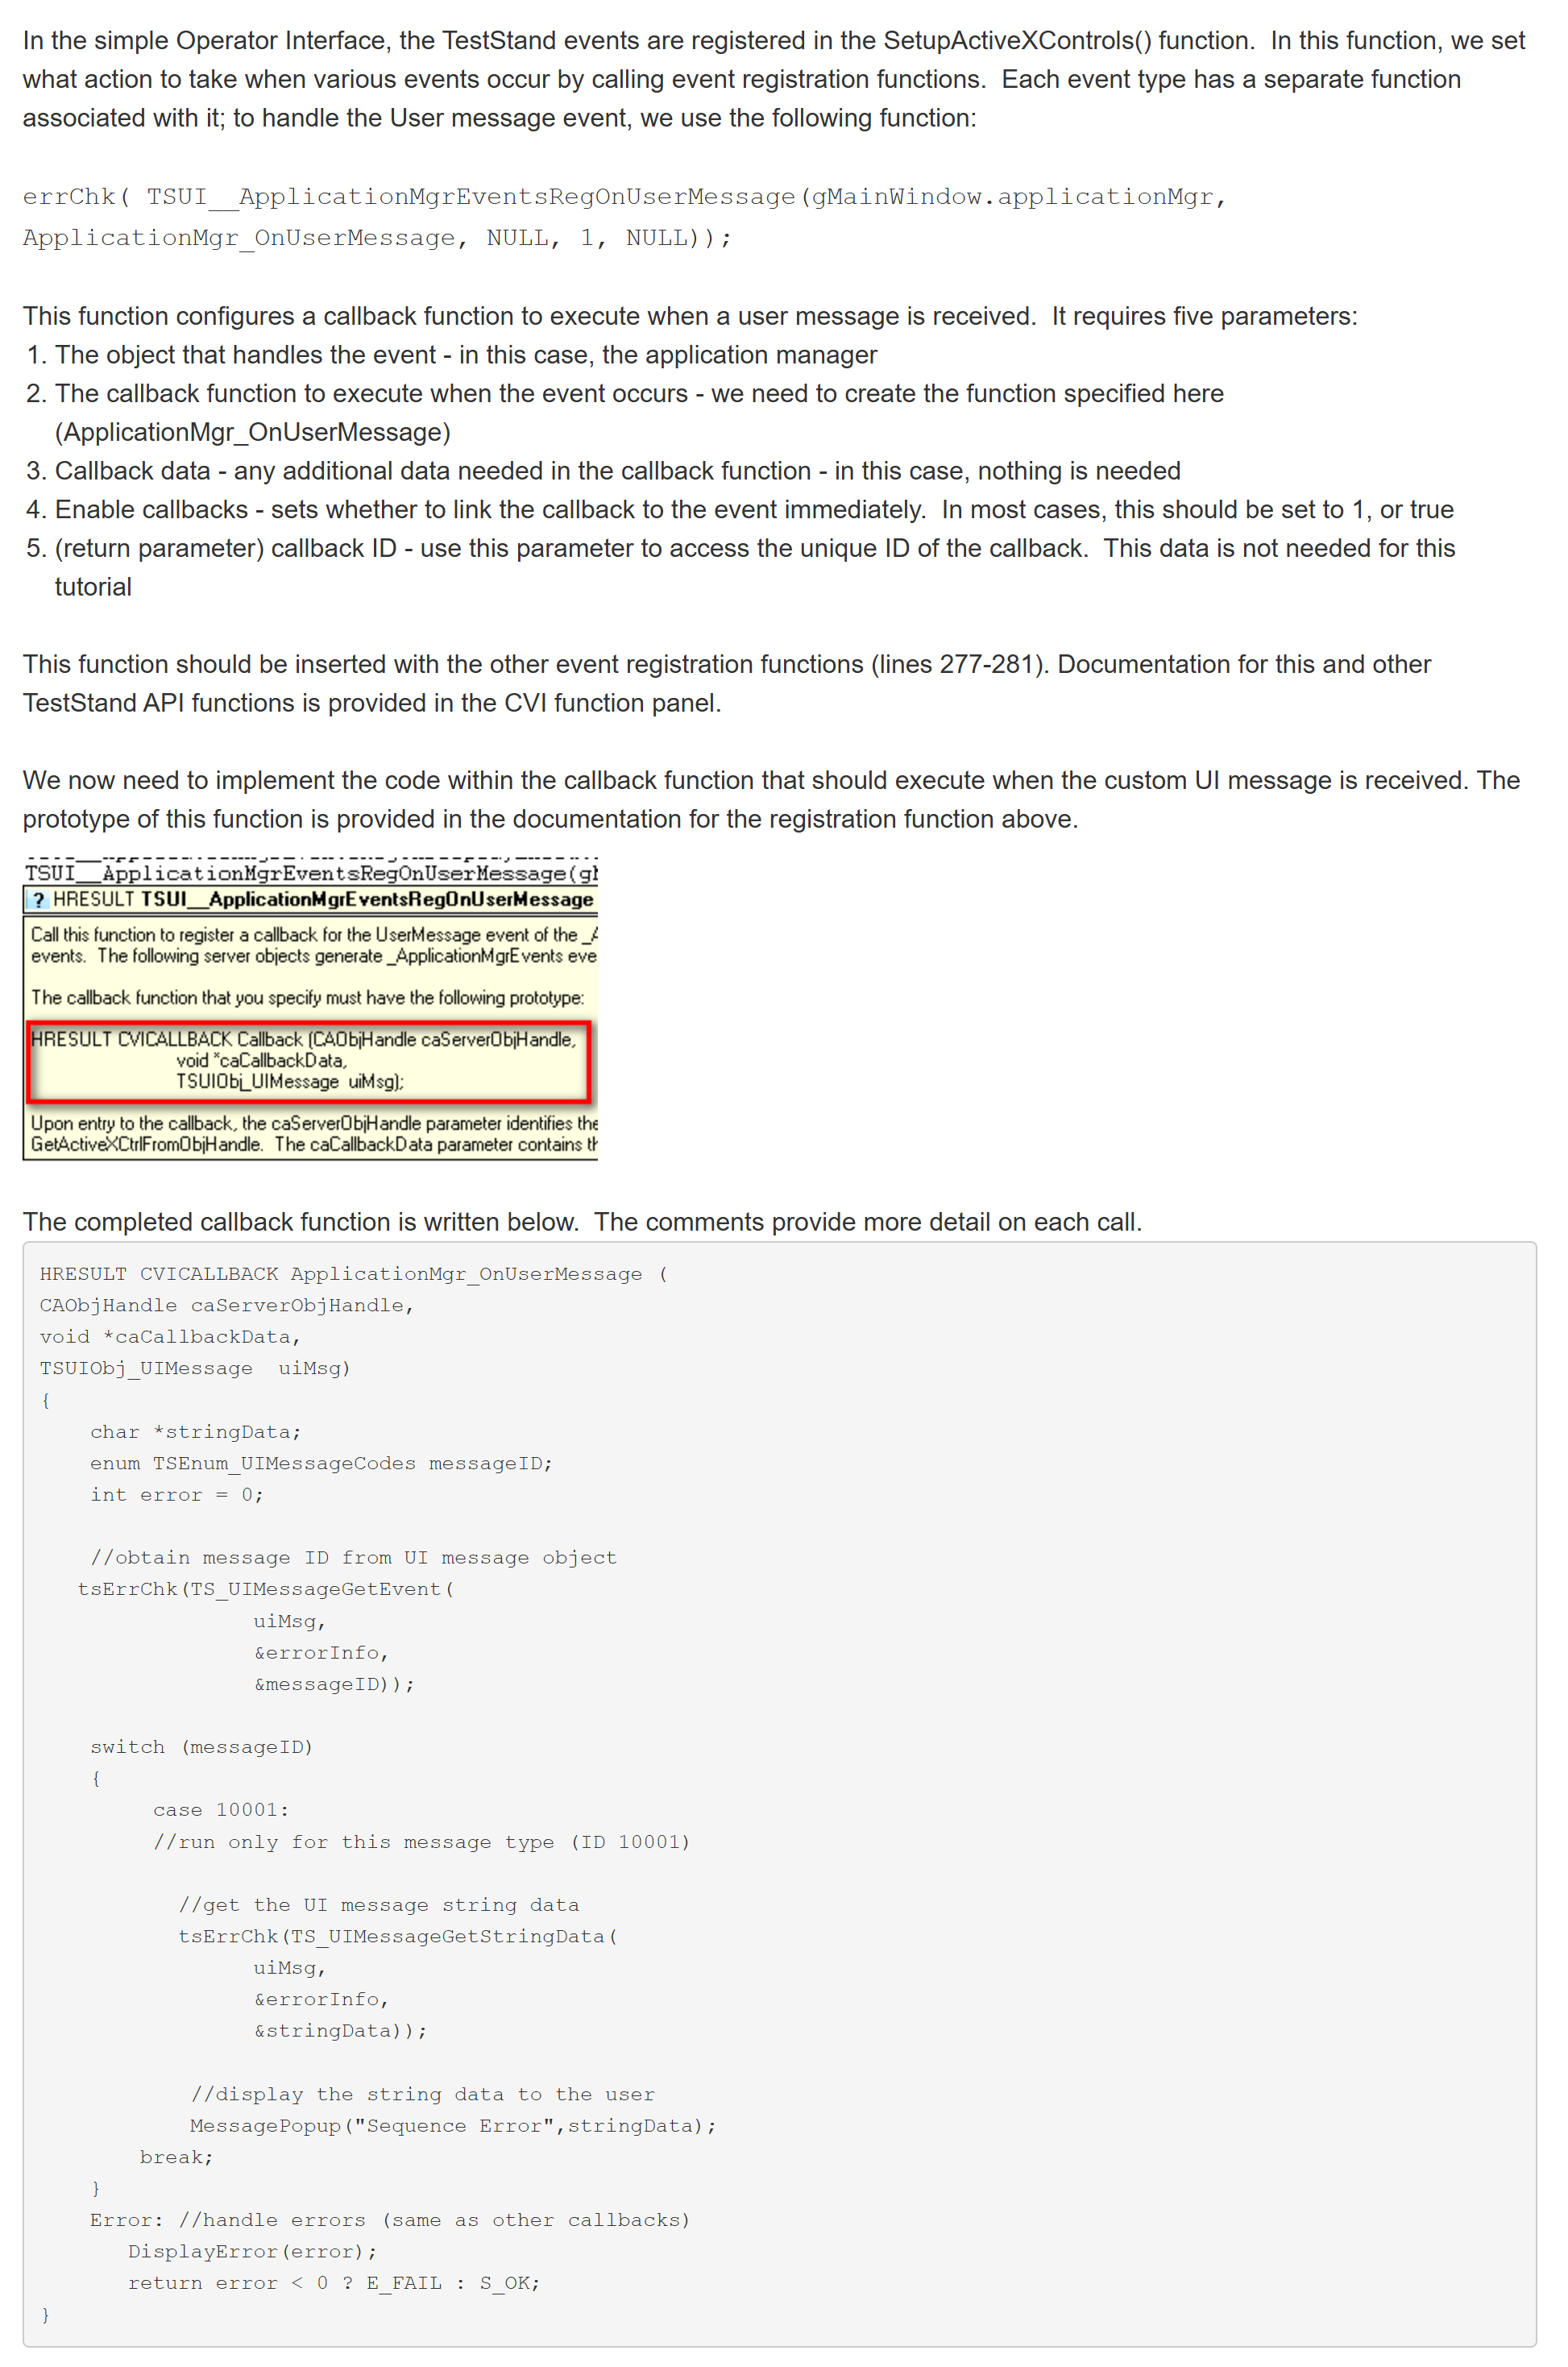 In the simple Operator Interface, the TestStand events are registered in the SetupActiveXControls() function.  In this function, we set
what action to take when various events occur by calling event registration functions.  Each event type has a separate function
associated with it; to handle the User message event, we use the following function:
errChk( TSUI__ApplicationMgrEventsRegOnUserMessage(gMainWindow.applicationMgr,
ApplicationMgr_OnUserMessage, NULL, 1, NULL));
This function configures a callback function to execute when a user message is received.  It requires five parameters:
1. The object that handles the event - in this case, the application manager
2. The callback function to execute when the event occurs - we need to create the function specified here
(ApplicationMgr_OnUserMessage)
3. Callback data - any additional data needed in the callback function - in this case, nothing is needed
4. Enable callbacks - sets whether to link the callback to the event immediately.  In most cases, this should be set to 1, or true
5. (return parameter) callback ID - use this parameter to access the unique ID of the callback.  This data is not needed for this
tutorial
This function should be inserted with the other event registration functions (lines 277-281). Documentation for this and other
TestStand API functions is provided in the CVI function panel.
We now need to implement the code within the callback function that should execute when the custom UI message is received. The
prototype of this function is provided in the documentation for the registration function above.
TSUI__ApplicationMgrEventsRegOnUserMessage(g
? HRESULT TSUI__ApplicationMgrEventsRegOnUserMessage
Call this function to register a callback for the UserMessage event of the _A
events.  The following server objects generate _ApplicationMgrEvents eve
The callback function that you specify must have the following prototype:
HRESULT CVICALLBACK Callback (CAObjHandle caServerObjHandle,
void *caCallbackData,
TSUIObj_UIMessage  uiMsg);
Upon entry to the callback, the caServerObjHandle parameter identifies the
GetActiveXCtrlFromObjHandle.  The caCallbackData parameter contains th
The completed callback function is written below.  The comments provide more detail on each call.
HRESULT CVICALLBACK ApplicationMgr_OnUserMessage (
CAObjHandle caServerObjHandle,
void *caCallbackData,
TSUIObj_UIMessage  uiMsg)
{
char *stringData;
enum TSEnum_UIMessageCodes messageID;
int error = 0;
//obtain message ID from UI message object
tsErrChk(TS_UIMessageGetEvent(
uiMsg,
&errorInfo,
&messageID));
switch (messageID)
{
case 10001:
//run only for this message type (ID 10001)
//get the UI message string data
tsErrChk(TS_UIMessageGetStringData(
uiMsg,
&errorInfo,
&stringData));
//display the string data to the user
MessagePopup("Sequence Error",stringData);
break;
}
Error: //handle errors (same as other callbacks)
DisplayError(error);
return error < 0 ? E_FAIL : S_OK;
}